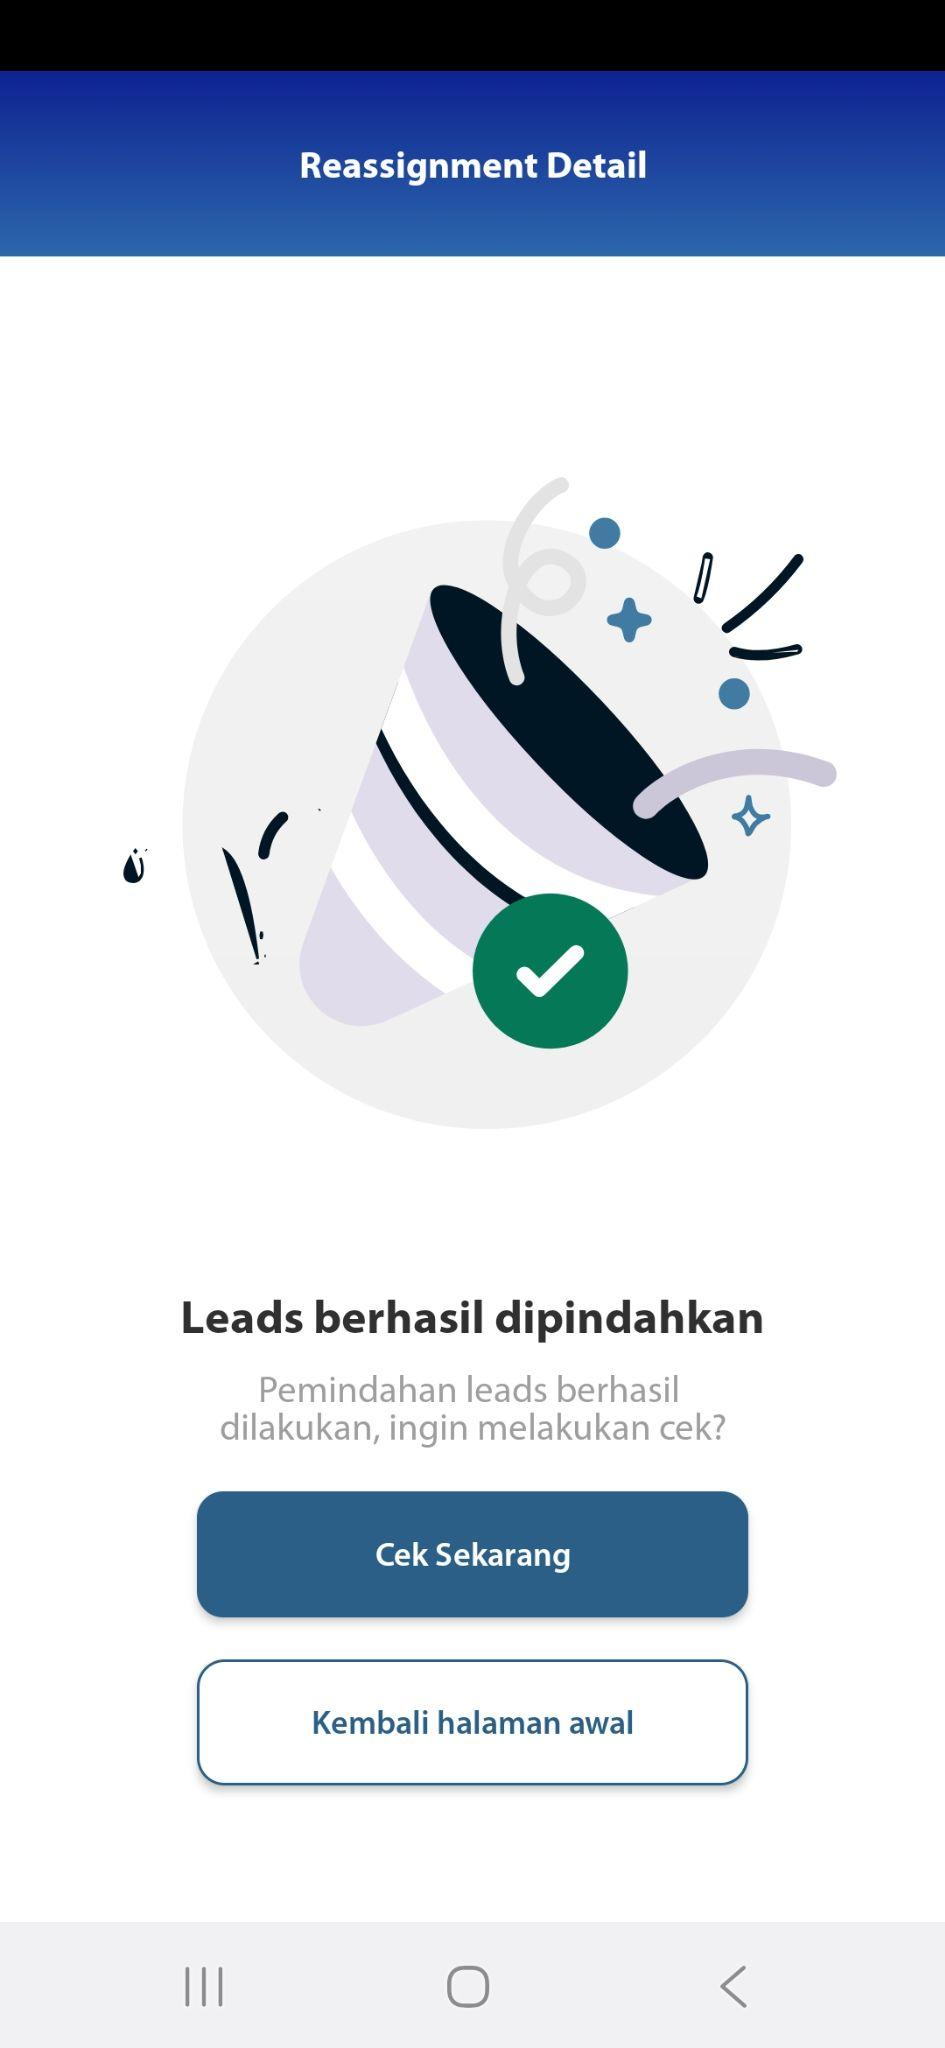 Reassignment Detail
Leads berhasil dipindahkan
Pemindahan leads berhasil
dilakukan, ingin melakukan cek?
Cek Sekarang
Kembali halaman awal